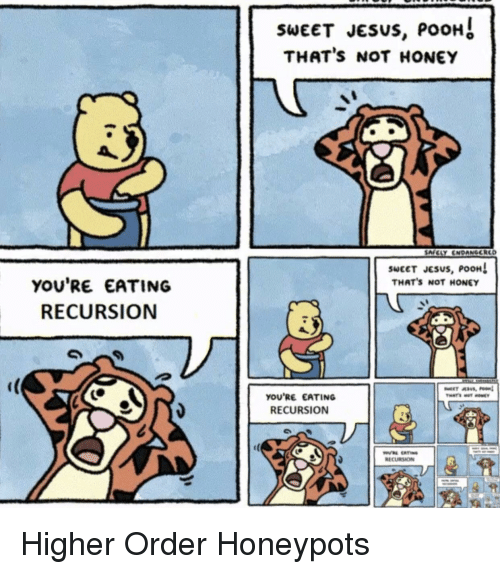 SWEET JESUS, POOH!
THAT'S NOT HONEY
SAFELY ENDANGERED
YOU'RE EATING
RECURSION
SWEET JESUS, POOH!
THAT'S NOT HONEY
YOU'RE EATING
RECURSION
SWEET JESUS, POOH!
THAT'S NOT HONEY
YOU'RE EATING
RECURSION
Higher Order Honeypots